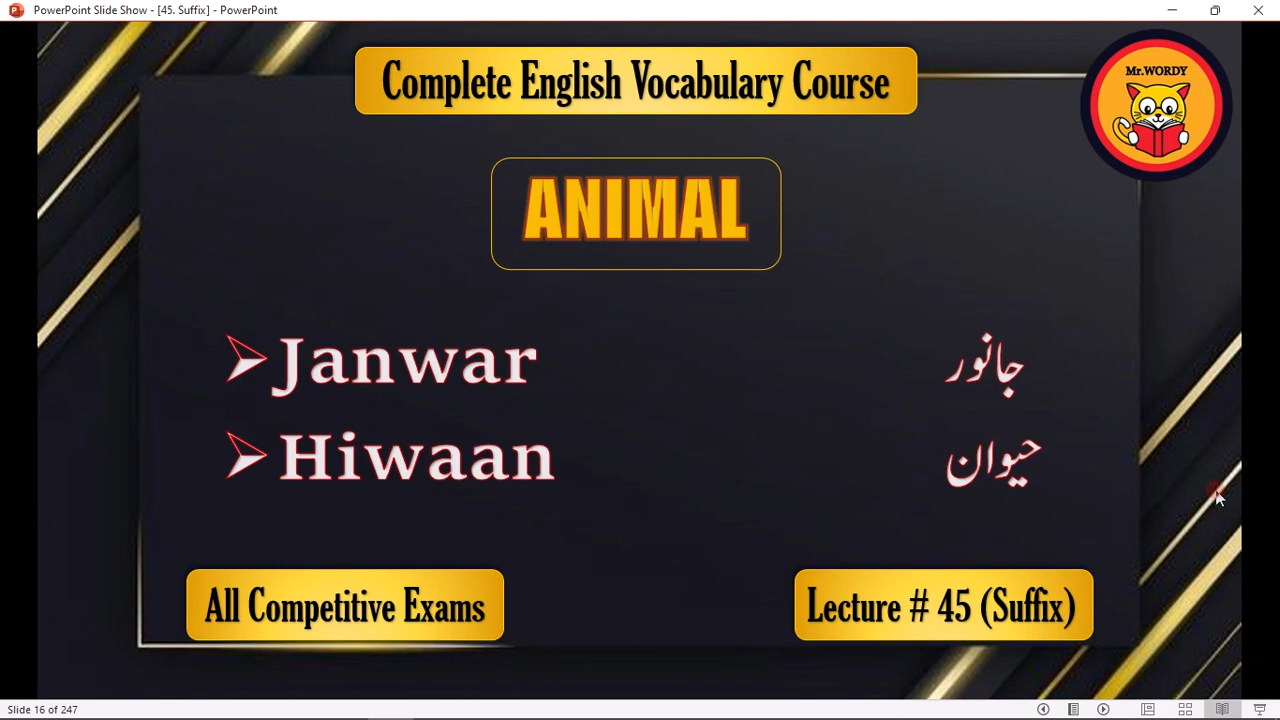 PowerPoint Slide Show - [45. Suffix] - PowerPoint
Complete English Vocabulary Course
Mr.WORDY
ANIMAL
Janwar جانور
Hiwaan حیوان
All Competitive Exams
Lecture # 45 (Suffix)
Slide 16 of 247